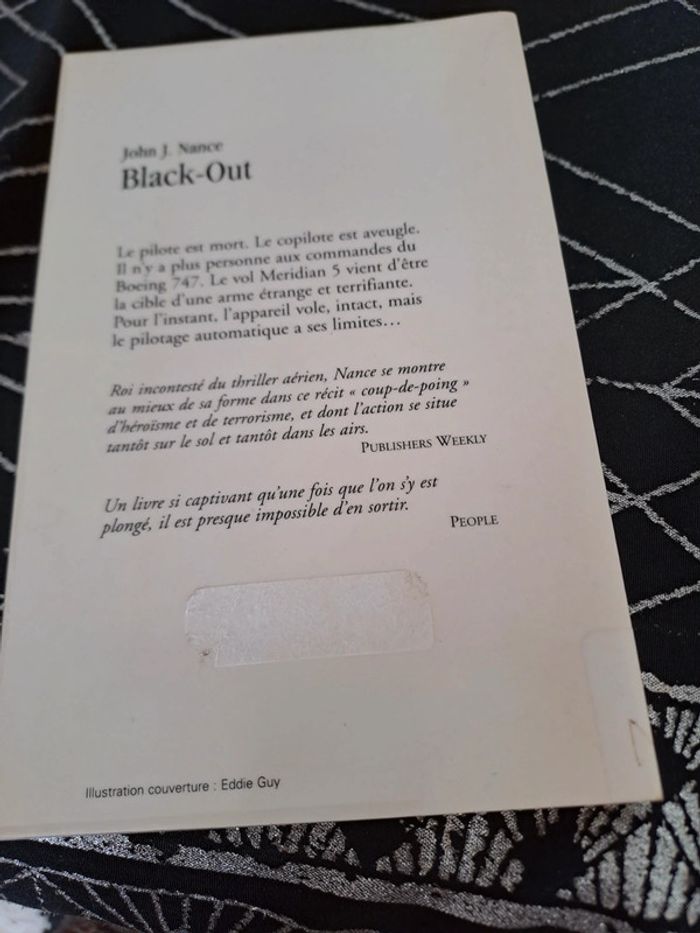 John J. Nance
Black-Out
Le pilote est mort. Le copilote est aveugle.
Il n'y a plus personne aux commandes du
Boeing 747. Le vol Meridian 5 vient d'être
la cible d'une arme étrange et terrifiante.
Pour l'instant, l'appareil vole, intact, mais
le pilotage automatique a ses limites…
Roi incontesté du thriller aérien, Nance se montre
au mieux de sa forme dans ce récit « coup-de-poing »
d'héroïsme et de terrorisme, et dont l'action se situe
tantôt sur le sol et tantôt dans les airs.
PUBLISHERS WEEKLY
Un livre si captivant qu'une fois que l'on s'y est
plongé, il est presque impossible d'en sortir.
PEOPLE
Illustration couverture : Eddie Guy